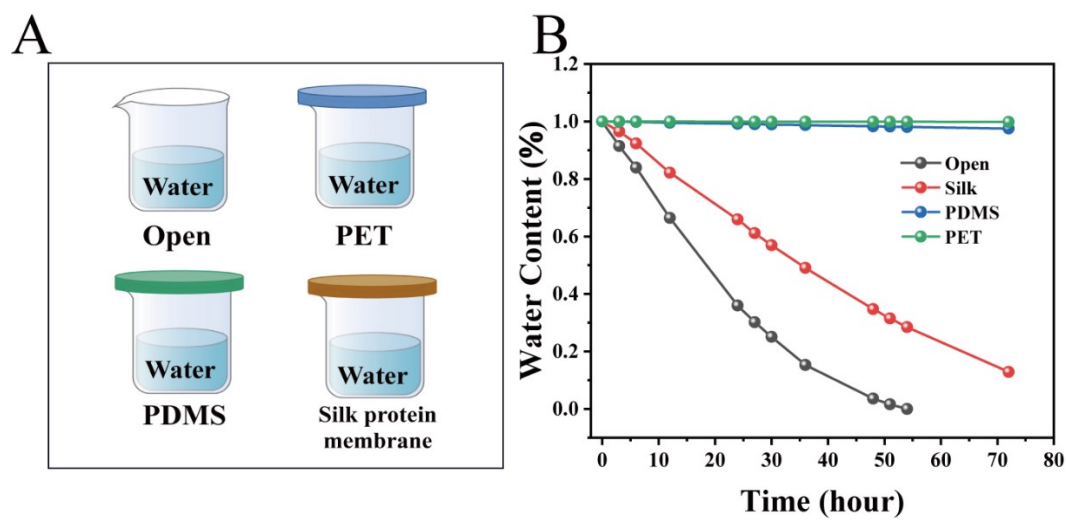 A
Water
Open
Water
PET
Water
PDMS
Water
Silk protein
membrane
B
Water Content (%)
1.2
1.0
0.8
0.6
0.4
0.2
0.0
Open
Silk
PDMS
PET
0 10 20 30 40 50 60 70 80
Time (hour)